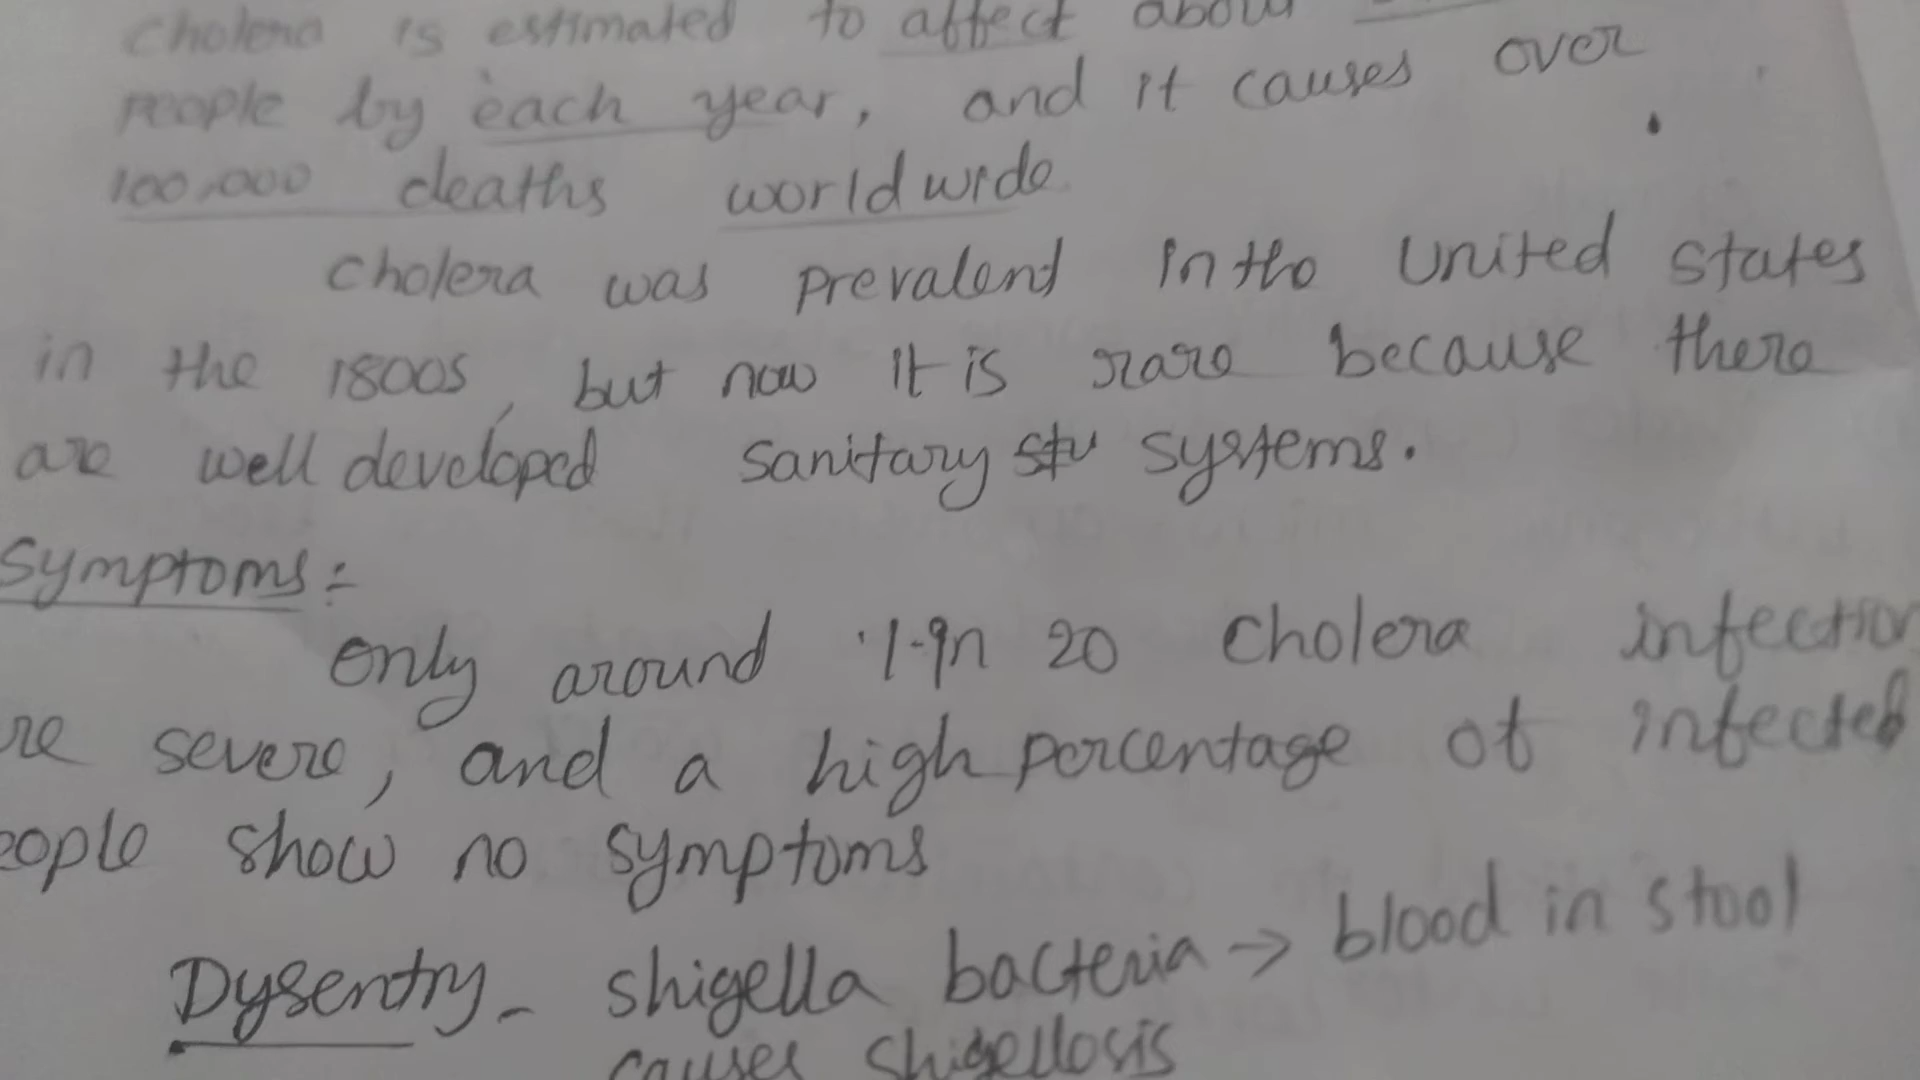 Cholera is estimated to affect about
people by each year, and it causes over
100,000 deaths worldwide
Cholera was prevalend in the United states
in the 1800s, but now it is rare because there
are well developed sanitary stu systems.
Symptoms:-
Only around 1-in 20 Cholera infection
re severe, and a high percentage of infected
eople show no symptoms
Dysentry - shigella bacteria → blood in stool
causes shigellosis